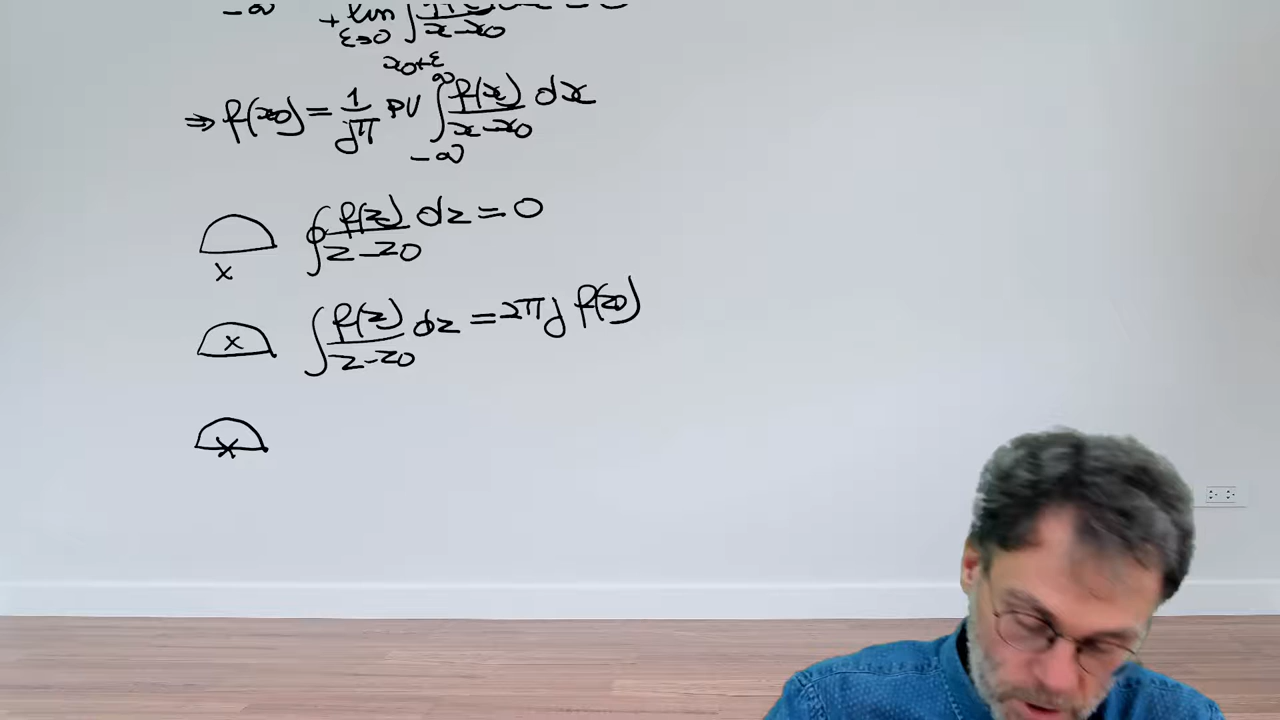 -∞ + lim ε→0 ∫ x0+ε x-x0
⇒ f(x0) = 1/jπ PV ∫ -∞ ∞ f(x)/x-x0 dx
x ∮ f(z)/z-z0 dz = 0
x ∫ f(z)/z-z0 dz = 2πj f(z0)
x